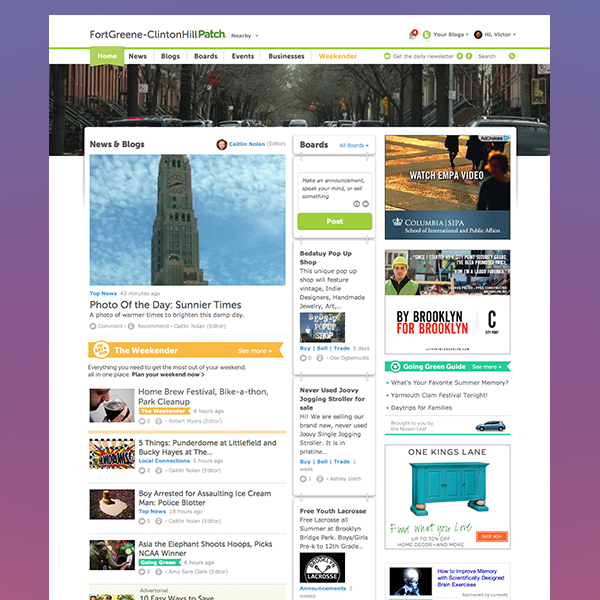 FortGreene-ClintonHill Patch Nearby
4 Your Blogs Hi, Victor
Home News Blogs Boards Events Businesses Weekender
Get the daily newsletter Search
News & Blogs Caitlin Nolan (Editor)
Top News 42 minutes ago
Photo Of the Day: Sunnier Times
A photo of warmer times to brighten this damp day.
Comment Recommend - Caitlin Nolan (Editor)
The Weekender See more »
Everything you need to get the most out of your weekend,
all in one place. Plan your weekend now >
Home Brew Festival, Bike-a-thon,
Park Cleanup
The Weekender 6 hours ago
0 - Robert Myers (Editor)
5 Things: Punderdome at Littlefield and
Bucky Hayes at The...
Local Connections 5 hours ago
0 - Caitlin Nolan (Editor)
Boy Arrested for Assaulting Ice Cream
Man: Police Blotter
Top News 18 hours ago
0 - Caitlin Nolan (Editor)
Asia the Elephant Shoots Hoops, Picks
NCAA Winner
Going Green 6 hours ago
0 - Amy Sara Clark (Editor)
Advertorial
10 Easy Ways to Save
Boards All Boards »
Make an announcement,
speak your mind, or sell
something
Post
Bedstuy Pop Up
Shop
This unique pop up
shop will feature
vintage, Indie
Designers, Handmade
Jewelry, Art,...
POPUP
SHOP
Buy | Sell | Trade 5 days
0 - Ose Ogbemudia
Never Used Joovy
Jogging Stroller for
sale
Hi! We are selling our
brand new, never
used Joovy Single
Jogging Stroller. It is in
pristine...
Buy | Sell | Trade 1
week
1 - Ashley Usich
Free Youth Lacrosse
Free Lacrosse all
Summer at Brooklyn
Bridge Park. Boys/Girls
Pre-k to 12th Grade...
BROOKLYN
LACROSSE
Announcements 2
weeks
AdChoices
WATCH EMPA VIDEO
COLUMBIA | SIPA
School of International and Public Affairs
BY BROOKLYN
FOR BROOKLYN
C
CITY
POINT
CITYPOINTBROOKLYN.COM
Going Green Guide See more »
What's Your Favorite Summer Memory?
Yarmouth Clam Festival Tonight!
Daytrips for Families
Brought to you by
the Nissan Leaf
ONE KINGS LANE
Find what you Love
UP TO 70% OFF
HOME DECOR—AND MORE
SHOP NOW
How to Improve Memory
with Scientifically Designed
Brain Exercises
Sponsored by Lumosity